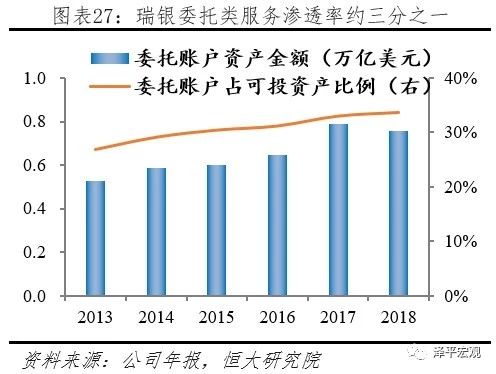 图表27：瑞银委托类服务渗透率约三分之一
委托账户资产金额（万亿美元）
委托账户占可投资产比例（右）
1.0
0.8
0.6
0.4
0.2
0.0
40%
30%
20%
10%
0%
2013 2014 2015 2016 2017 2018
资料来源：公司年报，恒大研究院
泽平宏观